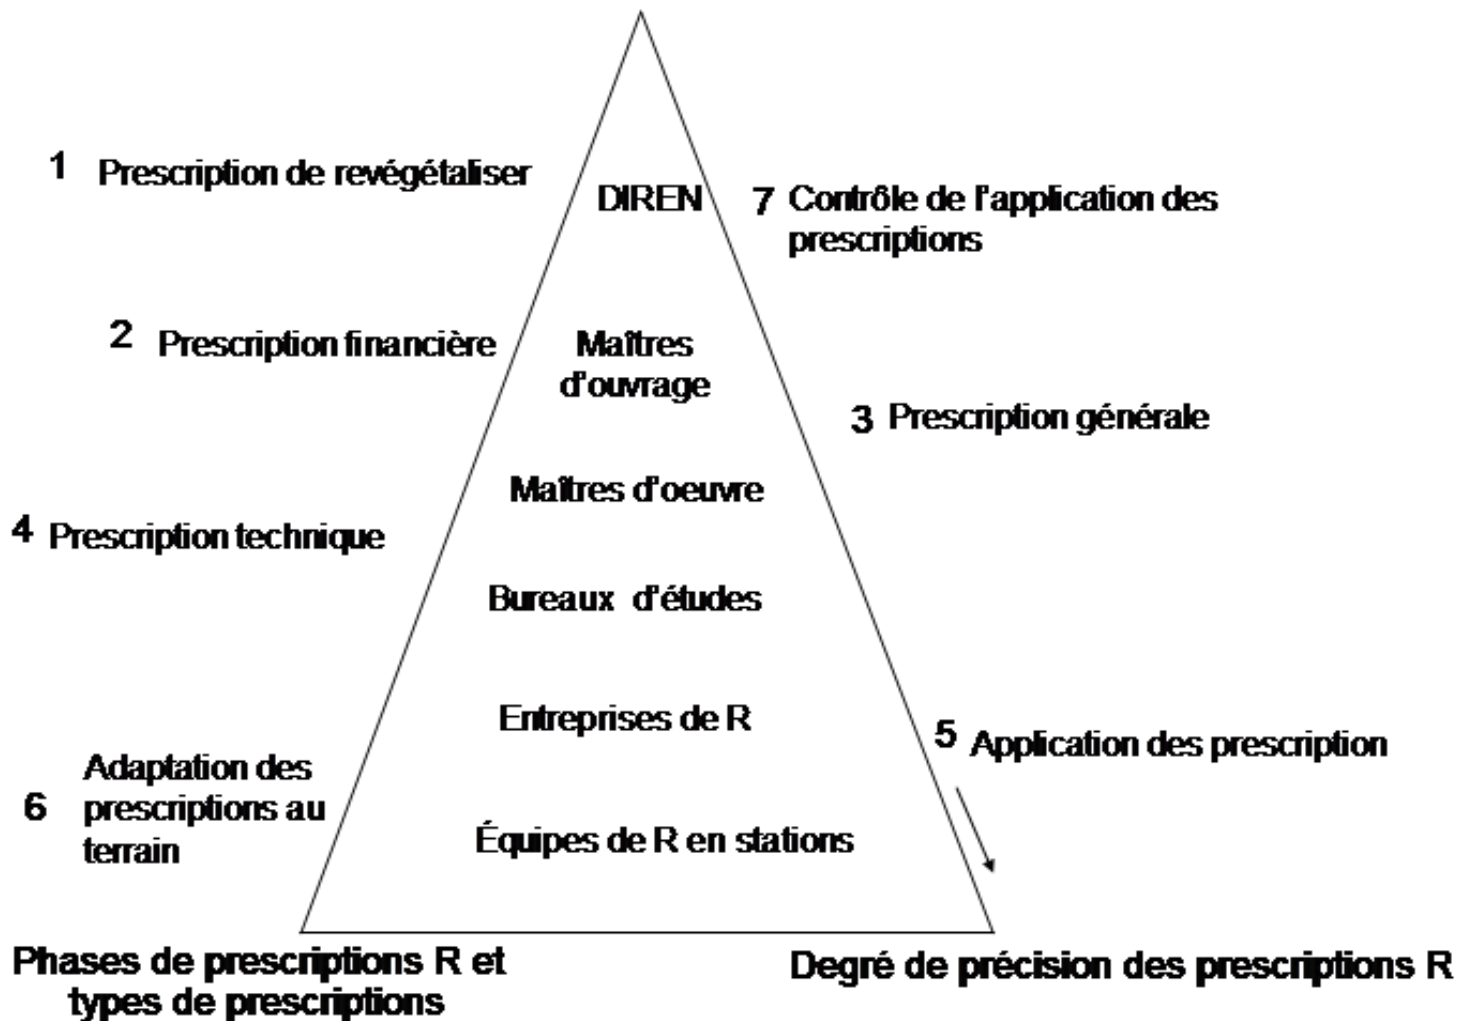 1 Prescription de revégétaliser
DIREN
7 Contrôle de l'application des
prescriptions
2 Prescription financière
Maîtres
d'ouvrage
3 Prescription générale
Maîtres d'oeuvre
4 Prescription technique
Bureaux d'études
Entreprises de R
5 Application des prescription
6 Adaptation des
prescriptions au
terrain
Équipes de R en stations
Phases de prescriptions R et
types de prescriptions
Degré de précision des prescriptions R